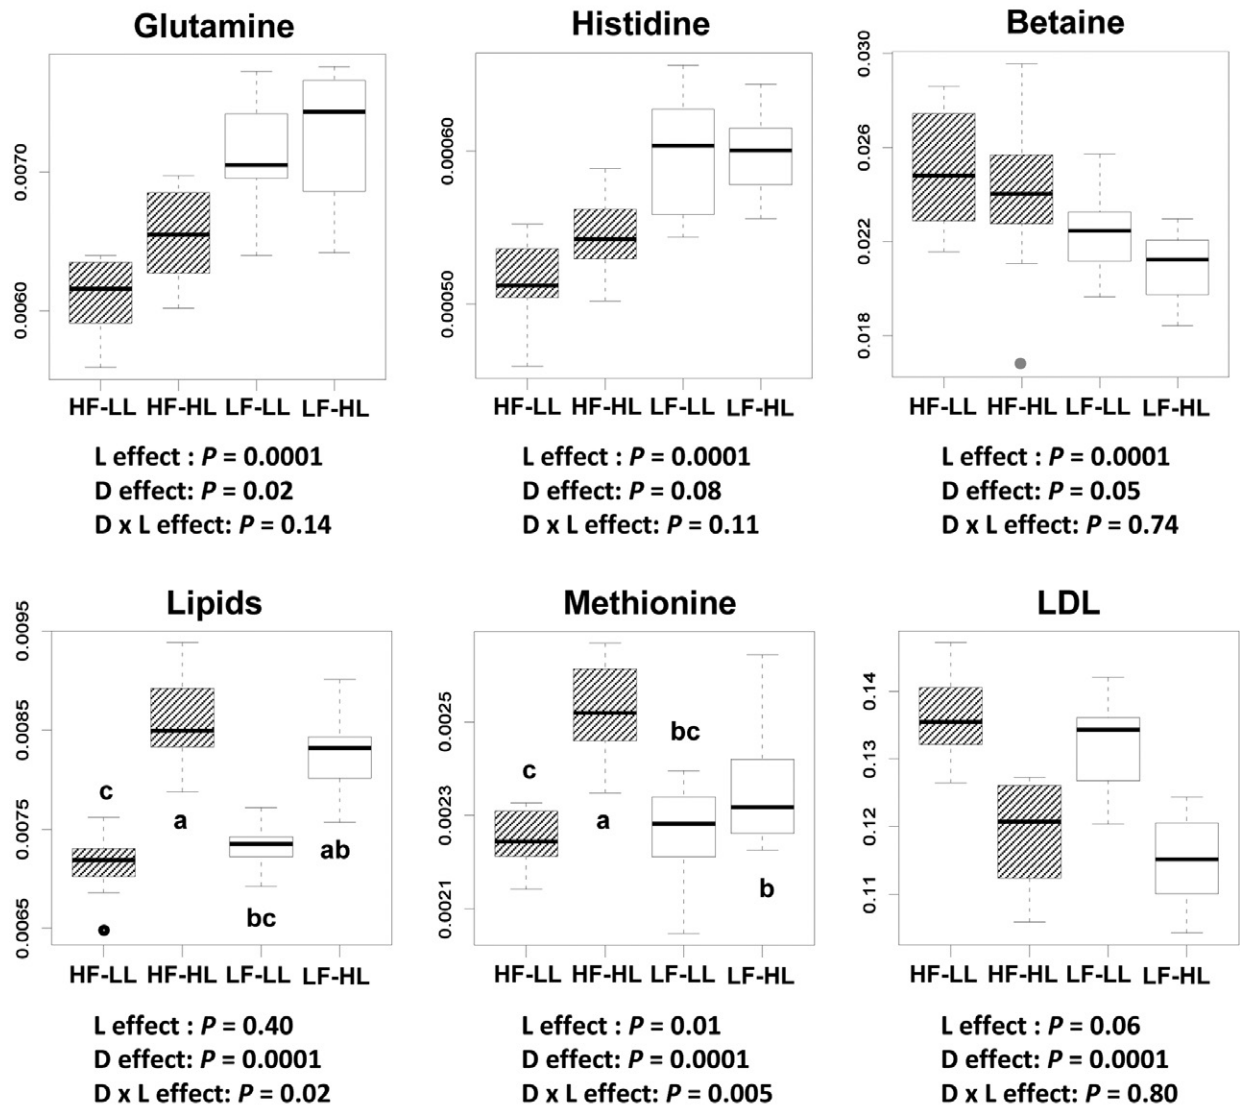 Glutamine
0.0070
0.0060
HF-LL HF-HL LF-LL LF-HL
L effect : P = 0.0001
D effect: P = 0.02
D x L effect: P = 0.14
Histidine
0.00060
0.00050
HF-LL HF-HL LF-LL LF-HL
L effect : P = 0.0001
D effect: P = 0.08
D x L effect: P = 0.11
Betaine
0.030
0.026
0.022
0.018
HF-LL HF-HL LF-LL LF-HL
L effect : P = 0.0001
D effect: P = 0.05
D x L effect: P = 0.74
Lipids
0.0095
0.0085
0.0075
0.0065
c
a
bc
ab
HF-LL HF-HL LF-LL LF-HL
L effect : P = 0.40
D effect: P = 0.0001
D x L effect: P = 0.02
Methionine
0.0025
0.0023
0.0021
c
a
bc
b
HF-LL HF-HL LF-LL LF-HL
L effect : P = 0.01
D effect: P = 0.0001
D x L effect: P = 0.005
LDL
0.14
0.13
0.12
0.11
HF-LL HF-HL LF-LL LF-HL
L effect : P = 0.06
D effect: P = 0.0001
D x L effect: P = 0.80